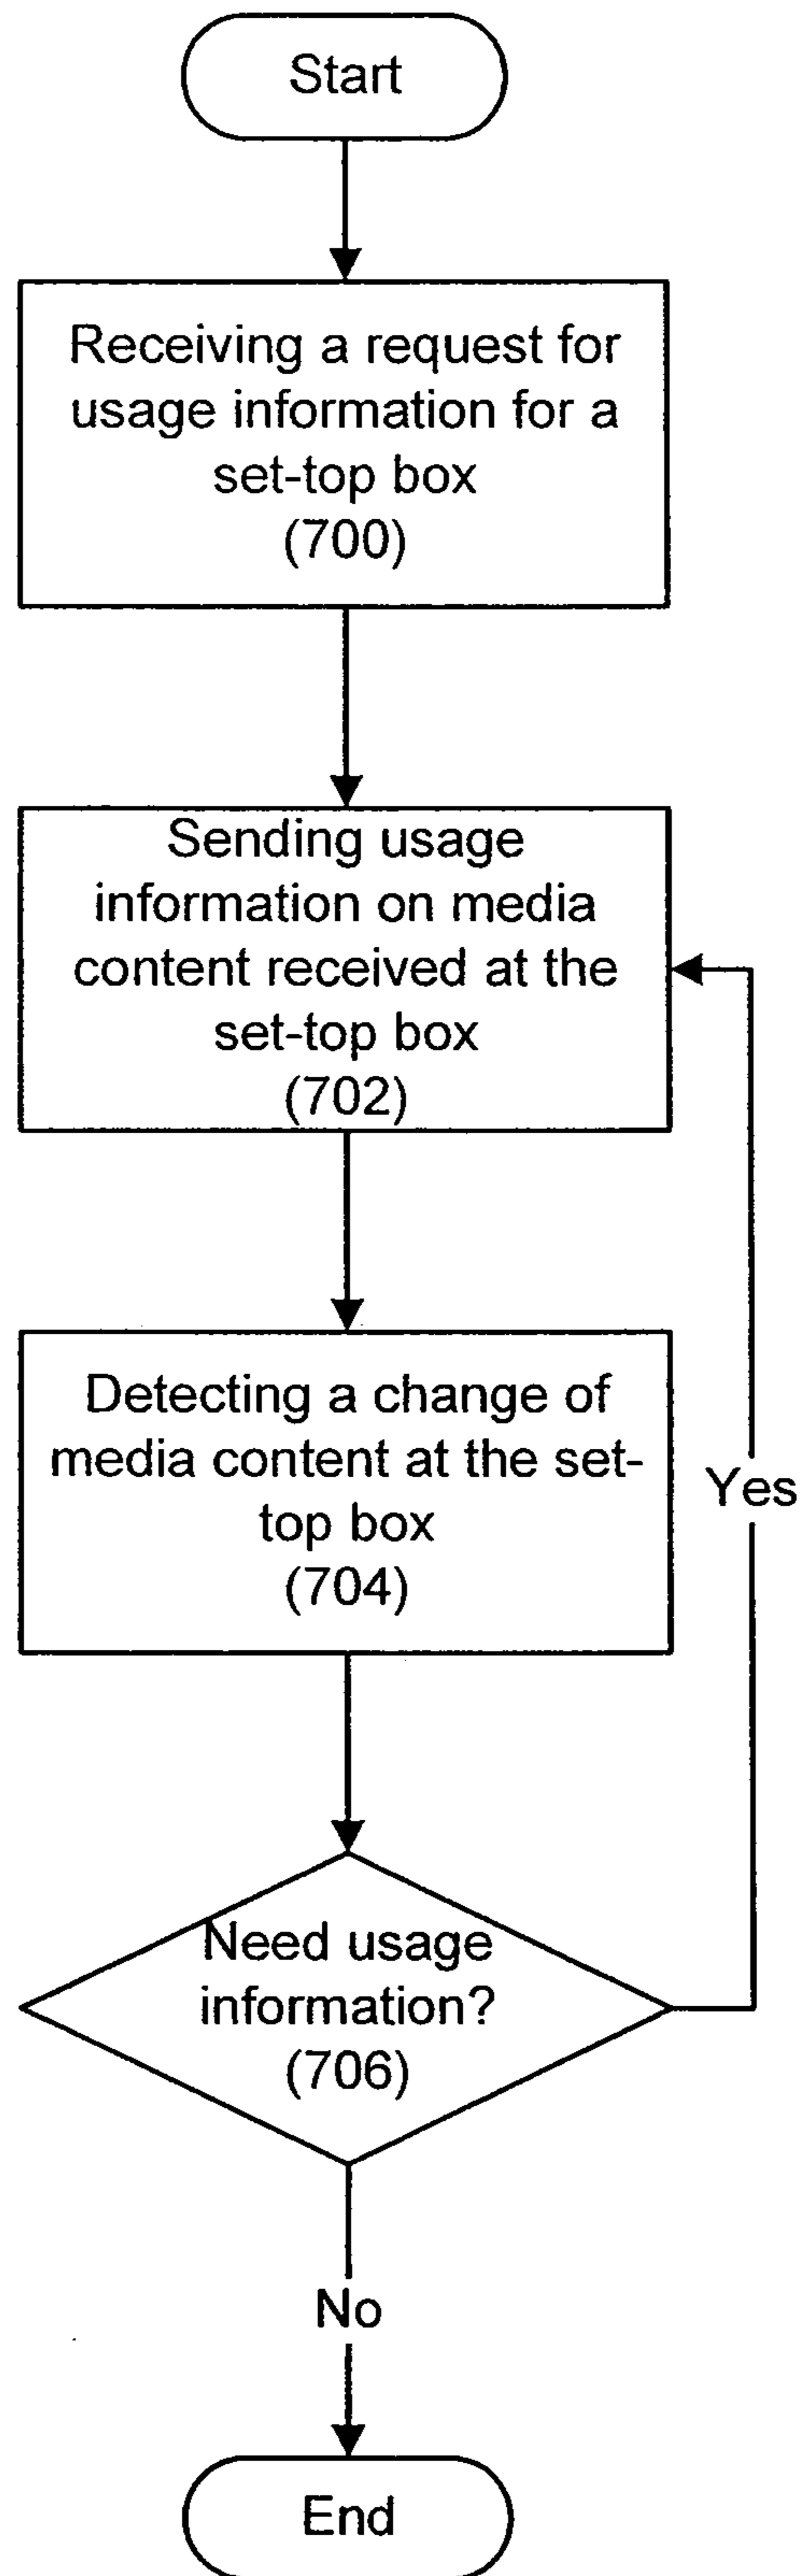 Start
Receiving a request for
usage information for a
set-top box
(700)
Sending usage
information on media
content received at the
set-top box
(702)
Detecting a change of
media content at the set-
top box
(704)
Yes
Need usage
information?
(706)
No
End